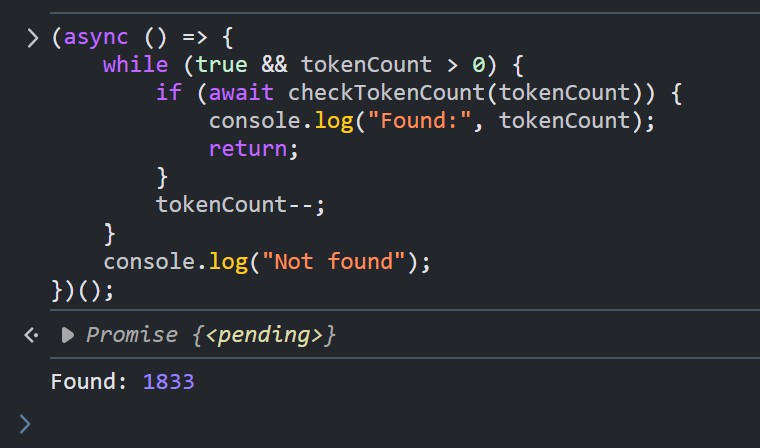 (async () => {
    while (true && tokenCount > 0) {
        if (await checkTokenCount(tokenCount)) {
            console.log("Found:", tokenCount);
            return;
        }
        tokenCount--;
    }
    console.log("Not found");
})();
Promise {<pending>}
Found: 1833